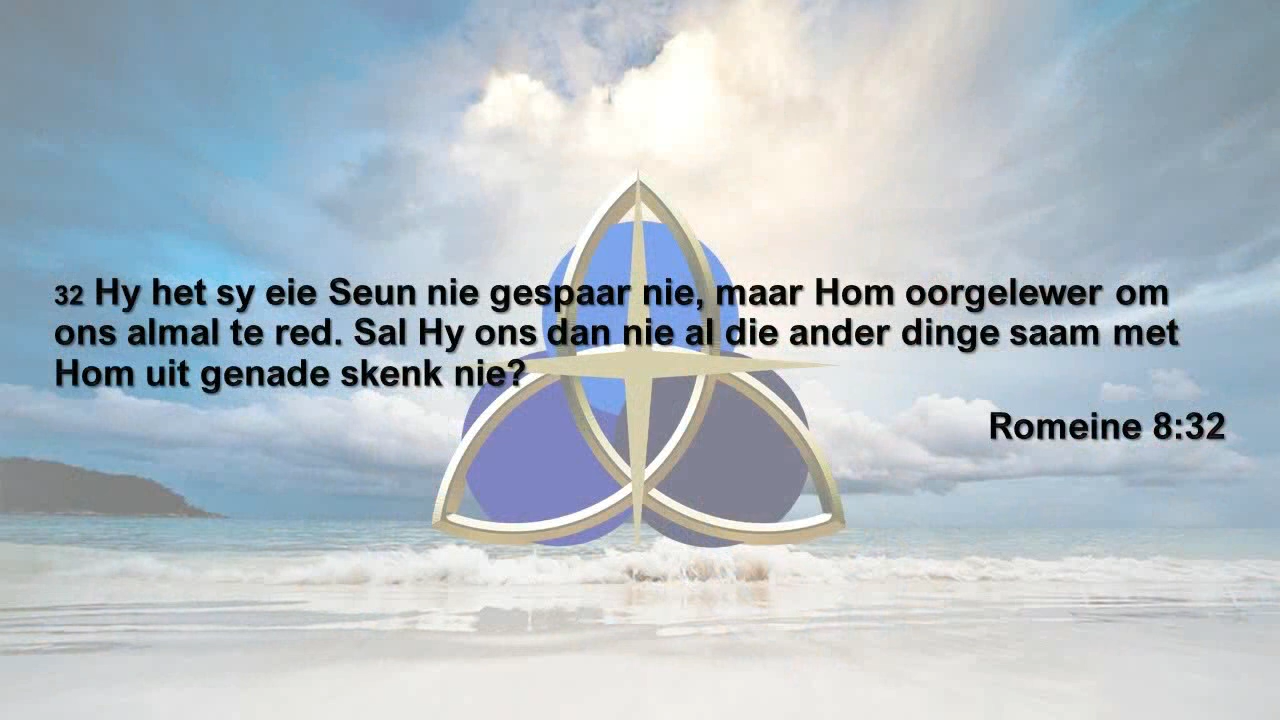 32 Hy het sy eie Seun nie gespaar nie, maar Hom oorgelewer om
ons almal te red. Sal Hy ons dan nie al die ander dinge saam met
Hom uit genade skenk nie?
Romeine 8:32